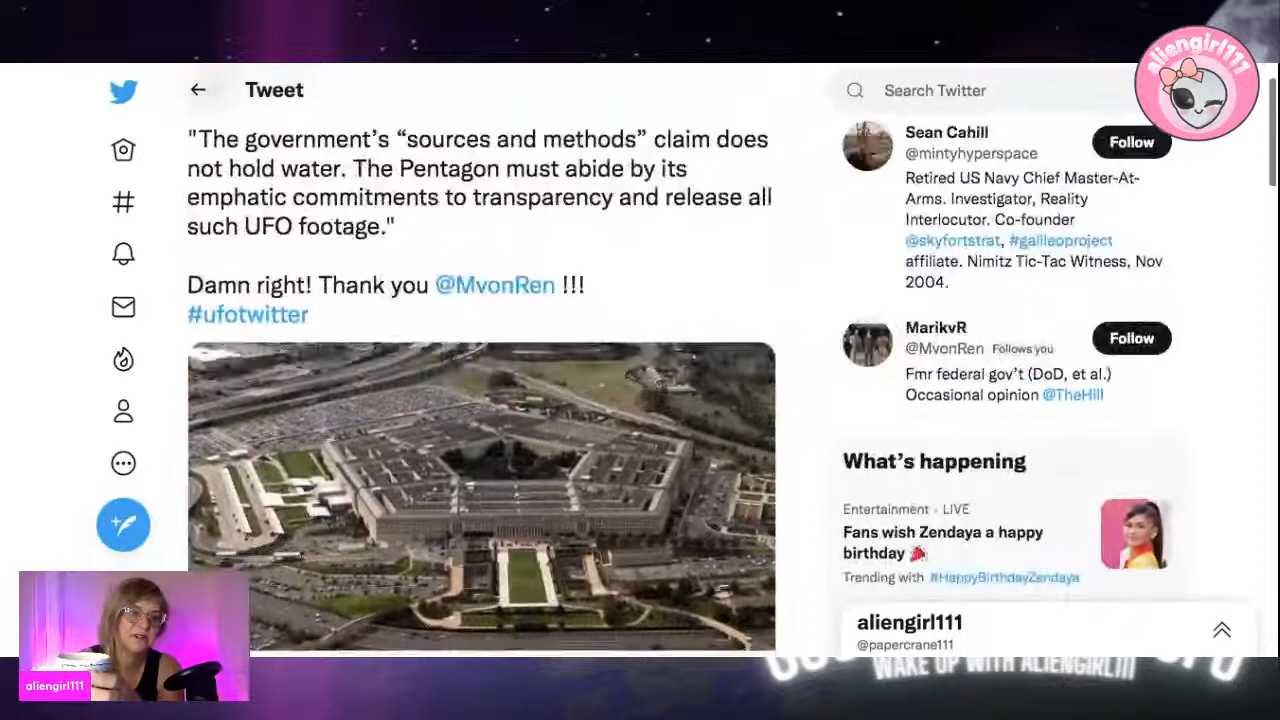 aliengirl111
Tweet
Search Twitter
"The government's “sources and methods” claim does
not hold water. The Pentagon must abide by its
emphatic commitments to transparency and release all
such UFO footage."
Damn right! Thank you @MvonRen !!!
#ufotwitter
Sean Cahill
@mintyhyperspace
Follow
Retired US Navy Chief Master-At-
Arms. Investigator, Reality
Interlocutor. Co-founder
@skyfortstrat, #galileoproject
affiliate. Nimitz Tic-Tac Witness, Nov
2004.
MarikvR
@MvonRen Follows you
Follow
Fmr federal gov't (DoD, et al.)
Occasional opinion @TheHill
What's happening
Entertainment · LIVE
Fans wish Zendaya a happy
birthday
Trending with #HappyBirthdayZendaya
aliengirl111
@papercrane111
aliengirl111
WAKE UP WITH ALIENGIRL111